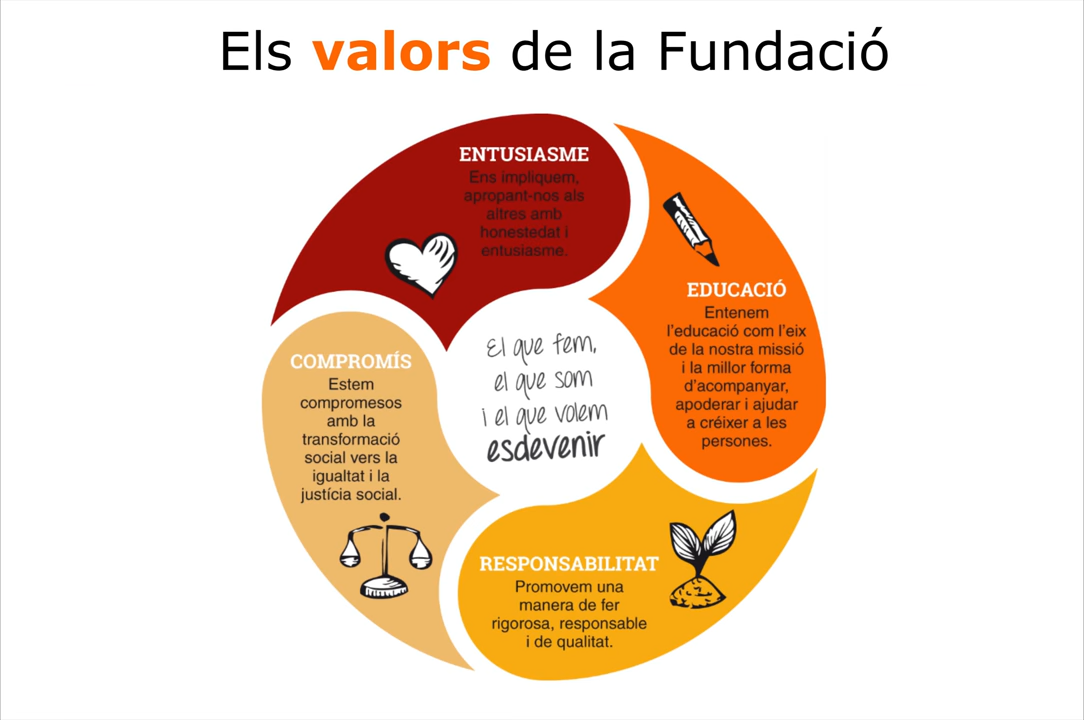 Els valors de la Fundació
ENTUSIASME
Ens impliquem,
apropant-nos als
altres amb
honestedat i
entusiasme.
EDUCACIÓ
Entenem
l'educació com l'eix
de la nostra missió
i la millor forma
d'acompanyar,
apoderar i ajudar
a créixer a les
persones.
RESPONSABILITAT
Promovem una
manera de fer
rigorosa, responsable
i de qualitat.
COMPROMÍS
Estem
compromesos
amb la
transformació
social vers la
igualtat i la
justícia social.
El que fem,
el que som
i el que volem
esdevenir